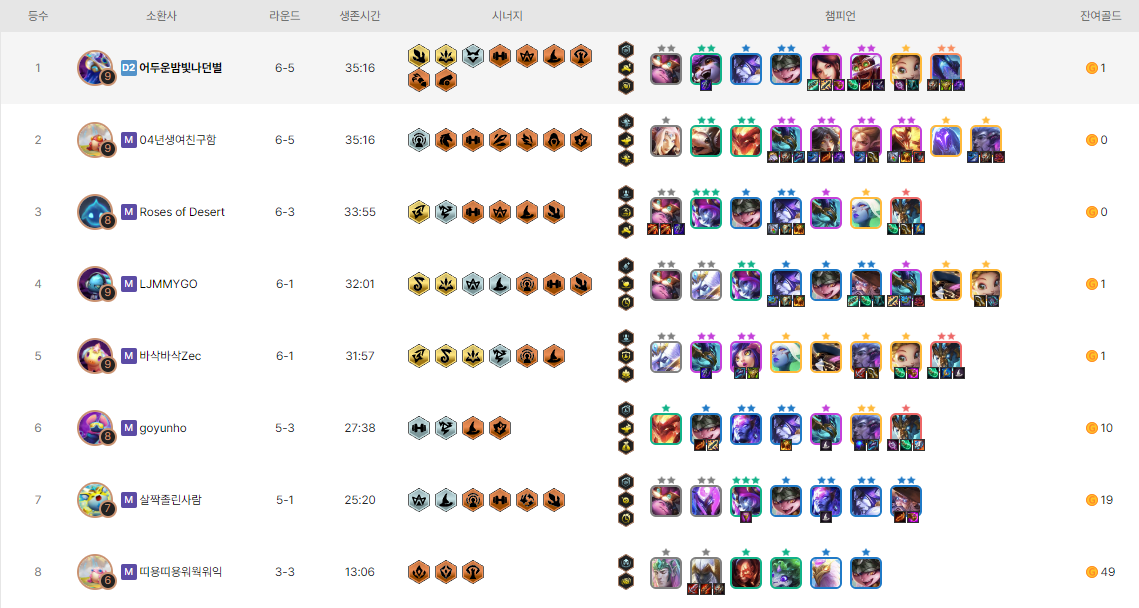 등수 소환사 라운드 생존시간 시너지 챔피언 잔여골드
1 9 D2 어두운밤빛나던별 6-5 35:16 G 1
2 9 M 04년생여친구함 6-5 35:16 G 0
3 8 M Roses of Desert 6-3 33:55 G 0
4 9 M LJMMYGO 6-1 32:01 G 1
5 9 M 바삭바삭Zec 6-1 31:57 G 1
6 8 M goyunho 5-3 27:38 G 10
7 7 M 살짝졸린사람 5-1 25:20 G 19
8 6 M 띠용띠용워웍워익 3-3 13:06 G 49